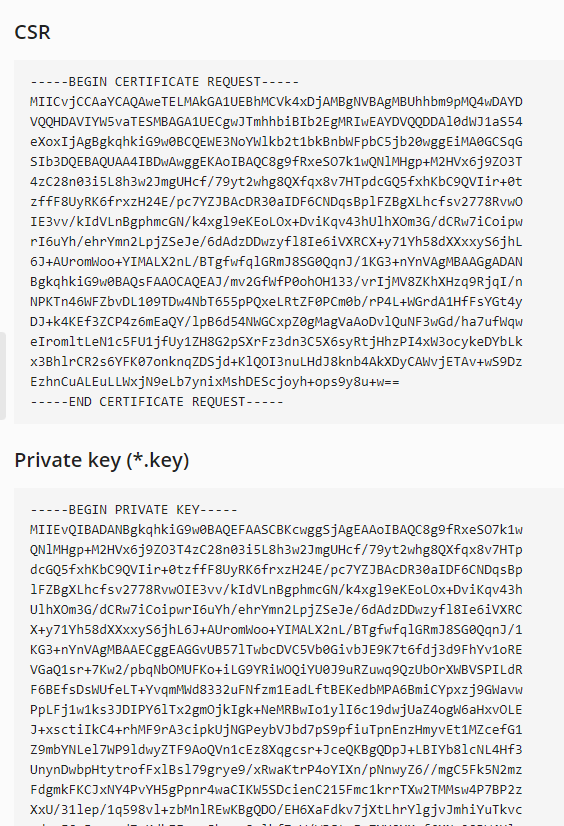 CSR
-----BEGIN CERTIFICATE REQUEST-----
MIICvjCCAaYCAQAweTELMAkGA1UEBhMCVk4xDjAMBgNVBAgMBUhhbm9pMQ4wDAYD
VQQHDAVIYW5vaTESMBAGA1UECgwJTmhhbiBIb2EgMRIwEAYDVQQDDAl0dWJ1aS54
eXoxIjAgBgkqhkiG9w0BCQEWE3NoYWlkb2t1bkBnbWFpbC5jb20wggEiMA0GCSqG
SIb3DQEBAQUAA4IBDwAwggEKAoIBAQC8g9fRxeSO7k1wQNlMHgp+M2HVx6j9ZO3T
4zC28n03i5L8h3w2JmgUHcf/79yt2whg8QXfqx8v7HTpdcGQ5fxhKbC9QVIir+0t
zffF8UyRK6frxzH24E/pc7YZJBAcDR30aIDF6CNDqsBplFZBgXLhcfsv2778RvwO
IE3vv/kIdVLnBgphmcGN/k4xgl9eKEoLOx+DviKqv43hUlhXOm3G/dCRw7iCoipw
rI6uYh/ehrYmn2LpjZSeJe/6dAdzDDwzyfl8Ie6iVXRCX+y71Yh58dXXxxyS6jhL
6J+AUromWoo+YIMALX2nL/BTgfwfqlGRmJ8SG0QqnJ/1KG3+nYnVAgMBAAGgADAN
BgkqhkiG9w0BAQsFAAOCAQEAJ/mv2GfWfP0ohOH133/vrIjMV8ZKhXHzq9RjqI/n
NPKTn46WFZbvDL109TDw4NbT655pPQxeLRtZF0PCm0b/rP4L+WGrdA1HfFsYGt4y
DJ+k4KEf3ZCP4z6mEaQY/lpB6d54NWGCxpZ0gMagVaAoDvlQuNF3wGd/ha7ufWqw
eIromltLeN1c5FU1jfUy1ZH8G2pSXrFz3dn3C5X6syRtjHhzPI4xW3ocykeDYbLk
x3BhlrCR2s6YFK07onknqZDSjd+KlQOI3nuLHdJ8knb4AkXDyCAWvjETAv+wS9Dz
EzhnCuALEuLLWxjN9eLb7ynixMshDEScjoyh+ops9y8u+w==
-----END CERTIFICATE REQUEST-----
Private key (*.key)
-----BEGIN PRIVATE KEY-----
MIIEvQIBADANBgkqhkiG9w0BAQEFAASCBKcwggSjAgEAAoIBAQC8g9fRxeSO7k1w
QNlMHgp+M2HVx6j9ZO3T4zC28n03i5L8h3w2JmgUHcf/79yt2whg8QXfqx8v7HTp
dcGQ5fxhKbC9QVIir+0tzffF8UyRK6frxzH24E/pc7YZJBAcDR30aIDF6CNDqsBp
lFZBgXLhcfsv2778RvwOIE3vv/kIdVLnBgphmcGN/k4xgl9eKEoLOx+DviKqv43h
UlhXOm3G/dCRw7iCoipwrI6uYh/ehrYmn2LpjZSeJe/6dAdzDDwzyfl8Ie6iVXRC
X+y71Yh58dXXxxyS6jhL6J+AUromWoo+YIMALX2nL/BTgfwfqlGRmJ8SG0QqnJ/1
KG3+nYnVAgMBAAECggEAGGvUB57lTwbcDVC5Vb0GivbJE9K7t6fdj3d9FhYv1oRE
VGaQ1sr+7Kw2/pbqNbOMUFKo+iLG9YRiWOQiYU0J9uRZuwq9QzUbOrXWBVSPILdR
F6BEfsDsWUfeLT+YvqmMWd8332uFNfzm1EadLftBEKedbMPA6BmiCYpxzj9GWavw
PpLFj1w1ks3JDIPY6lTx2gmOjkIgk+NeMRBwIo1ylI6c19dwjUaZ4ogW6aHxvOLE
J+xsctiIkC4+rhMF9rA3cipkUjNGPeybVJbd7pS9pfiuTpnEnzHmyvEt1MZcefG1
Z9mbYNLel7WP9ldwyZTF9AoQVn1cEz8Xqgcsr+JceQKBgQDpJ+LBIYb8lcNL4Hf3
UnynDwbpHtytrofFxlBsl79grye9/xRwaKtrP4oYIXn/pNnwyZ6//mgC5Fk5N2mz
FdgmkFKCJxNY4PvYH5gPpnr4waCIKW5SDcienC215Fmc1krrTXw2TMMsw4P7BP2z
XxU/31lep/1q598vl+zbMnlREwKBgQDO/EH6XaFdkv7jXtLhrYlgjvJmhiYuTkvc